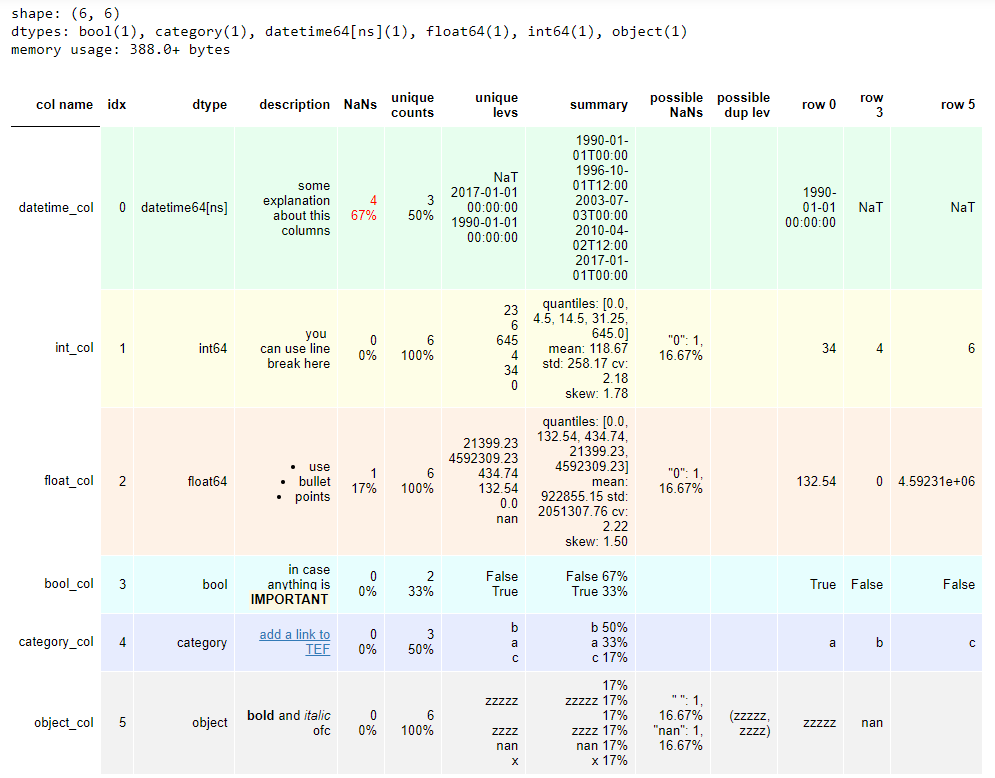 shape: (6, 6)
dtypes: bool(1), category(1), datetime64[ns](1), float64(1), int64(1), object(1)
memory usage: 388.0+ bytes
col name idx dtype description NaNs unique counts unique levs summary possible NaNs possible dup lev row 0 row 3 row 5
datetime_col 0 datetime64[ns]
some
explanation
about this
columns
4
67%
3
50%
NaT
2017-01-01
00:00:00
1990-01-01
00:00:00
1990-01-
01T00:00
1996-10-
01T12:00
2003-07-
03T00:00
2010-04-
02T12:00
2017-01-
01T00:00
1990-
01-01
00:00:00
NaT
NaT
int_col 1 int64
you
can use line
break here
0
0%
6
100%
23
6
645
4
34
0
quantiles: [0.0,
4.5, 14.5, 31.25,
645.0]
mean: 118.67
std: 258.17 cv:
2.18
skew: 1.78
"0": 1,
16.67%
34
4
6
float_col 2 float64
• use
• bullet
• points
1
17%
6
100%
21399.23
4592309.23
434.74
132.54
0.0
nan
quantiles: [0.0,
132.54, 434.74,
21399.23,
4592309.23]
mean:
922855.15 std:
2051307.76 cv:
2.22
skew: 1.50
"0": 1,
16.67%
132.54
0
4.59231e+06
bool_col 3 bool
in case
anything is
IMPORTANT
0
0%
2
33%
False
True
False 67%
True 33%
True
False
False
category_col 4 category
add a link to
TEF
0
0%
3
50%
b
a
c
b 50%
a 33%
c 17%
a
b
c
object_col 5 object
bold and italic
ofc
0
0%
6
100%
zzzzz
zzzz
nan
x
17%
zzzzz 17%
17%
zzzz 17%
nan 17%
x 17%
" ": 1,
16.67%
"nan": 1,
16.67%
(zzzzz,
zzzz)
zzzzz
nan